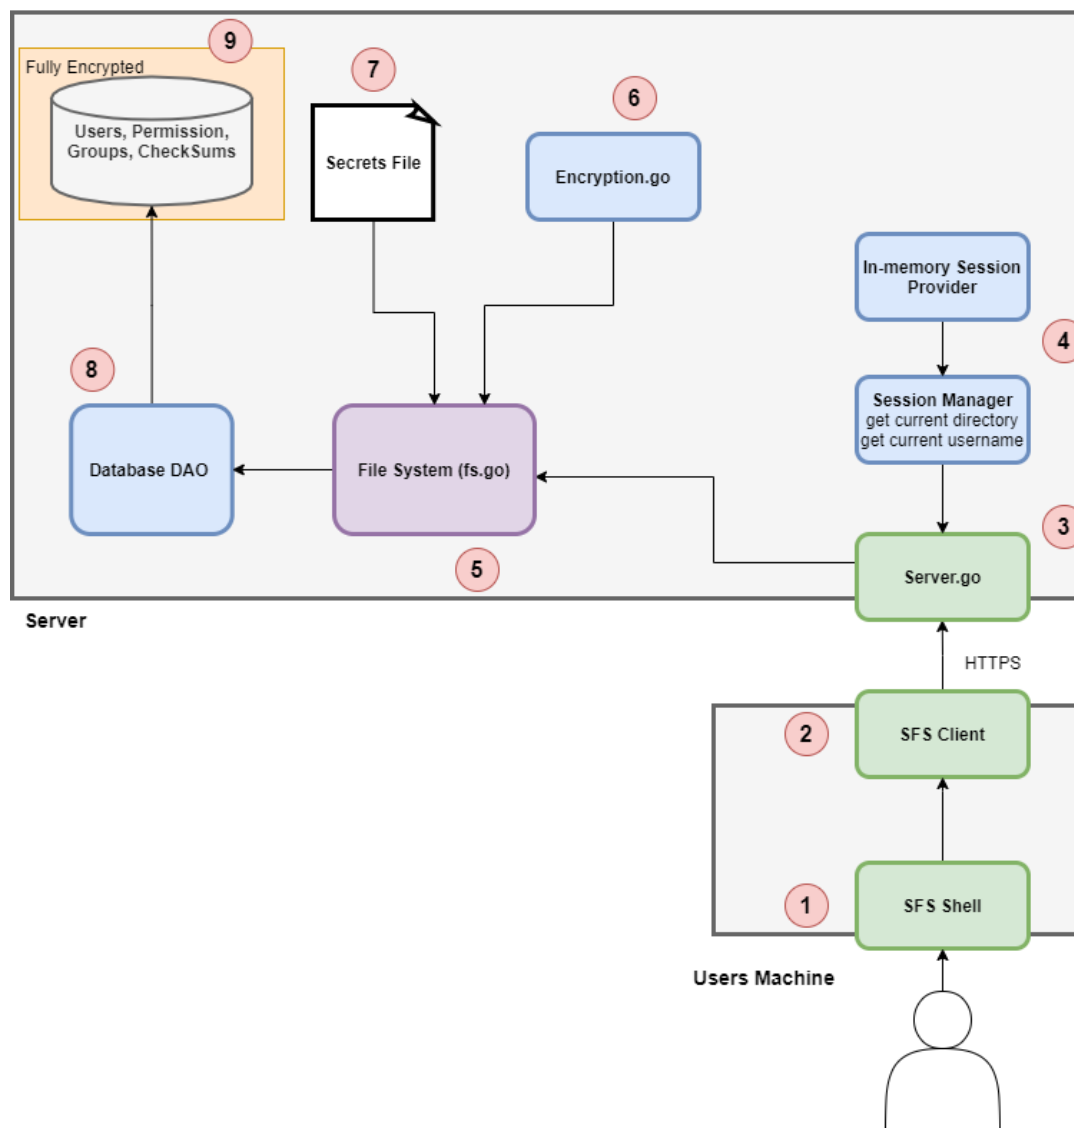 9
Fully Encrypted
Users, Permission,
Groups, CheckSums
7
Secrets File
6
Encryption.go
In-memory Session
Provider
4
Session Manager
get current directory
get current username
8
Database DAO
File System (fs.go)
5
3
Server.go
Server
HTTPS
2
SFS Client
1
SFS Shell
Users Machine